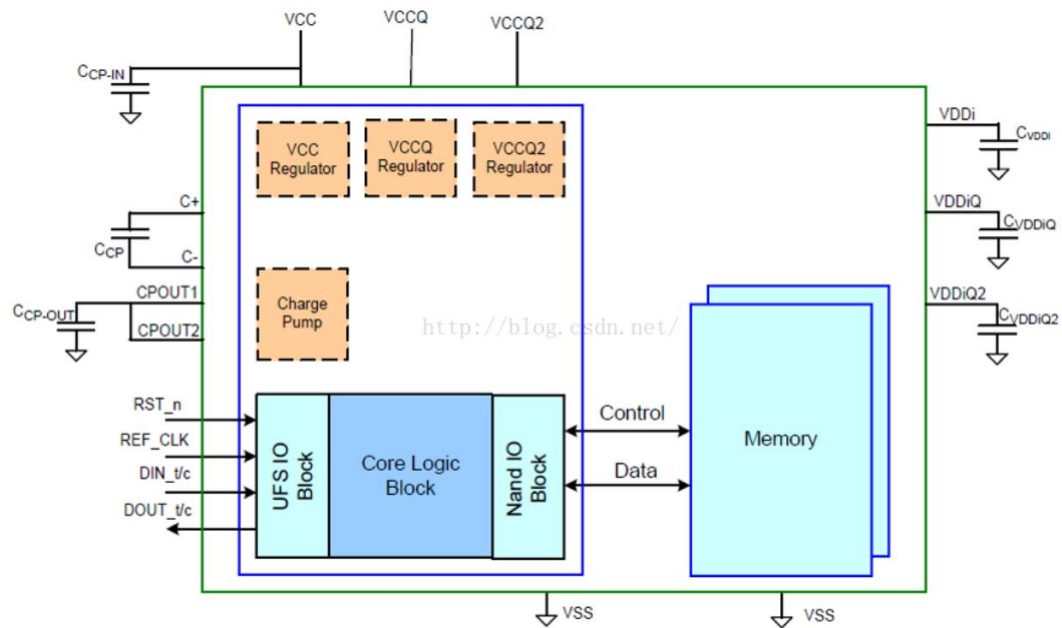 VCC
VCCQ
VCCQ2
CCP-IN
VCC
Regulator
VCCQ
Regulator
VCCQ2
Regulator
VDDi
CVDDi
C+
CCP
C-
VDDiQ
CVDDiQ
CPOUT1
CCP-OUT
CPOUT2
Charge
Pump
http://blog.csdn.net/
VDDiQ2
CVDDiQ2
RST_n
REF_CLK
DIN_t/c
DOUT_t/c
UFS IO
Block
Core Logic
Block
Nand IO
Block
Control
Data
Memory
VSS
VSS